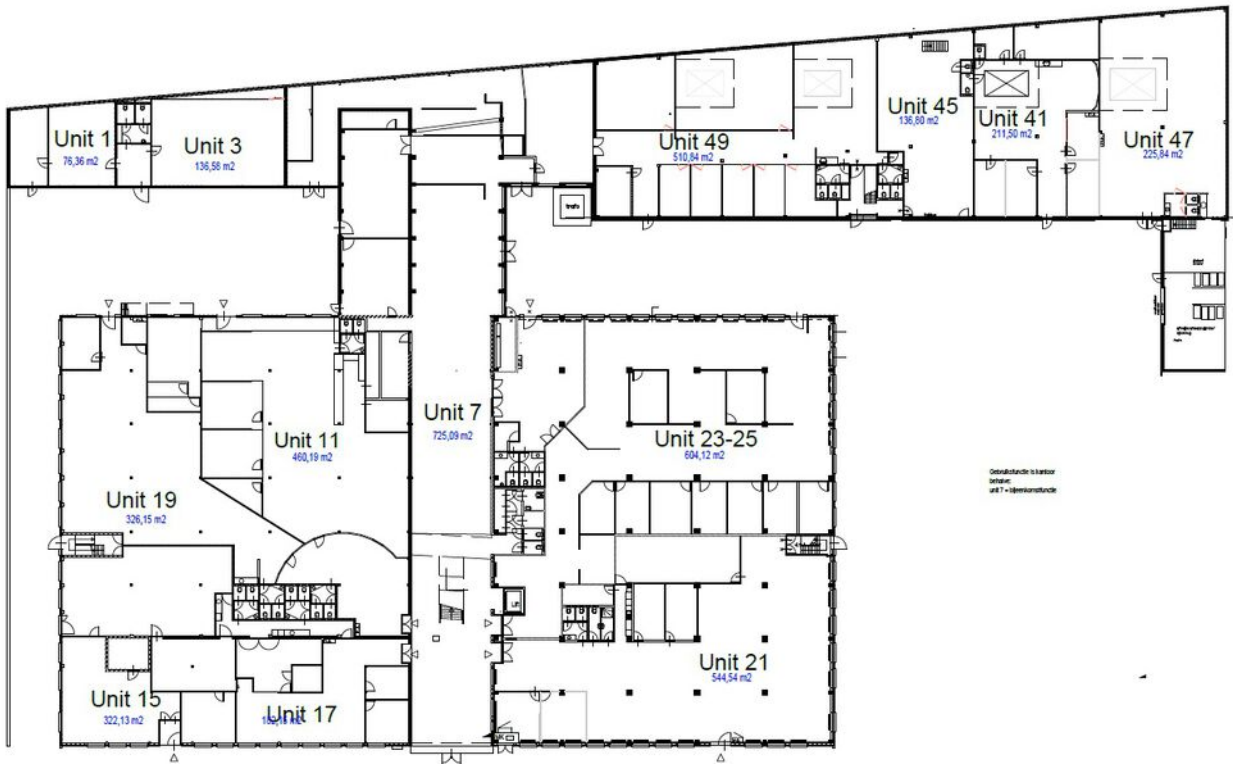 Unit 1
76,36 m2
Unit 3
136,58 m2
Unit 49
510,84 m2
Unit 45
136,80 m2
Unit 41
211,50 m2
Unit 47
225,84 m2
trafo
Unit 7
725,09 m2
Unit 11
460,19 m2
Unit 19
326,15 m2
Unit 23-25
604,12 m2
Gebruiksfunctie is kantoor
behalve:
unit 7 = bijeenkomstfunctie
Unit 21
544,54 m2
Unit 15
322,13 m2
Unit 17